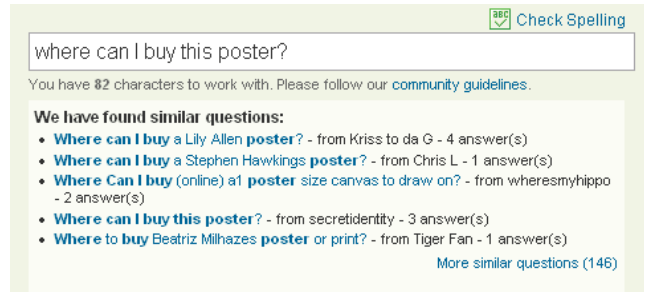 ABC Check Spelling
where can I buy this poster?
You have 82 characters to work with. Please follow our community guidelines.
We have found similar questions:
• Where can I buy a Lily Allen poster? - from Kriss to da G - 4 answer(s)
• Where can I buy a Stephen Hawkings poster? - from Chris L - 1 answer(s)
• Where Can I buy (online) a1 poster size canvas to draw on? - from wheresmyhippo
- 2 answer(s)
• Where can I buy this poster? - from secretidentity - 3 answer(s)
• Where to buy Beatriz Milhazes poster or print? - from Tiger Fan - 1 answer(s)
More similar questions (146)